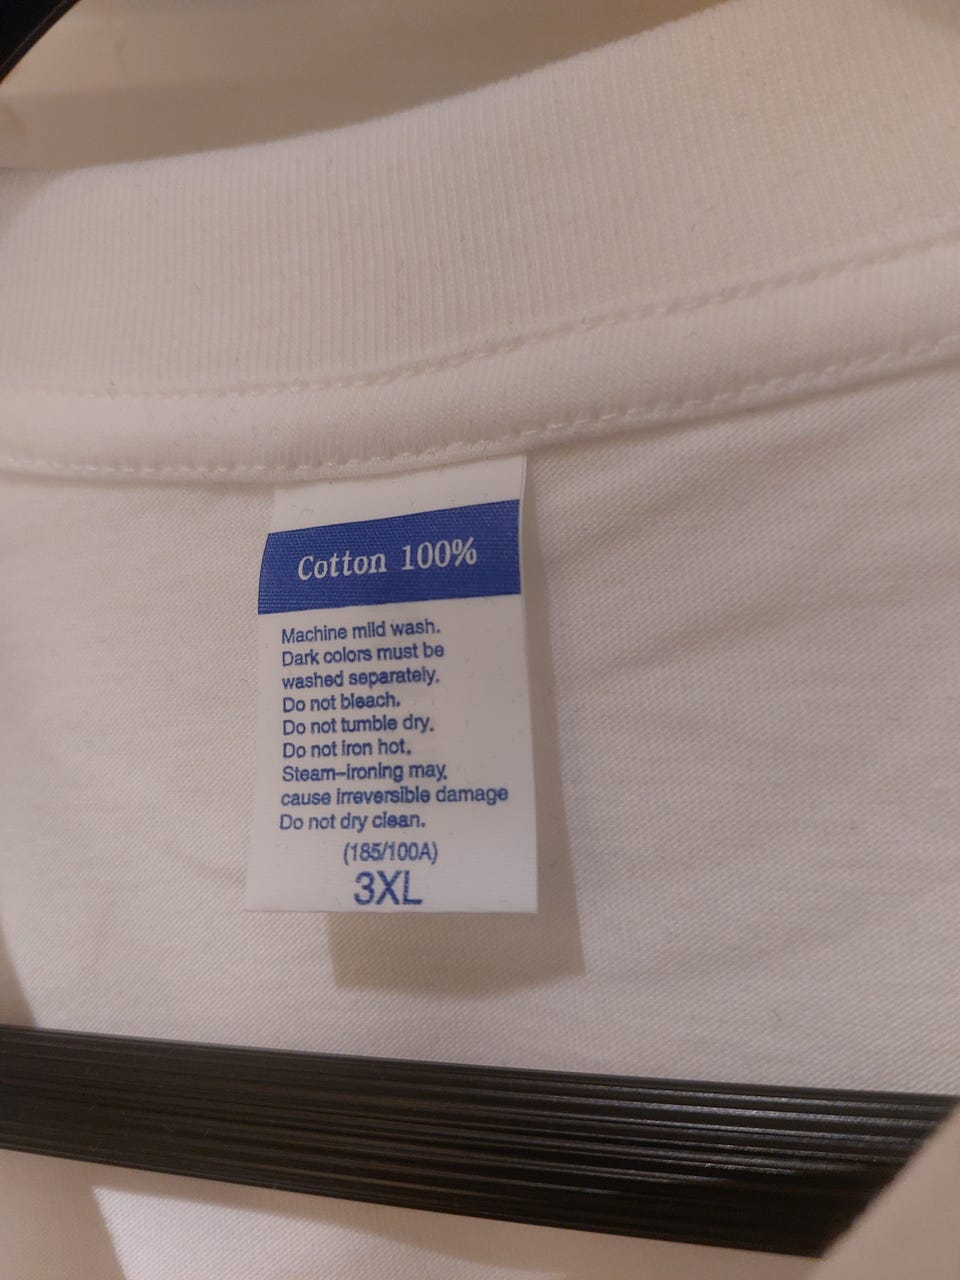 Cotton 100%
Machine mild wash.
Dark colors must be
washed separately.
Do not bleach.
Do not tumble dry.
Do not iron hot.
Steam-ironing may,
cause irreversible damage
Do not dry clean.
(185/100A)
3XL